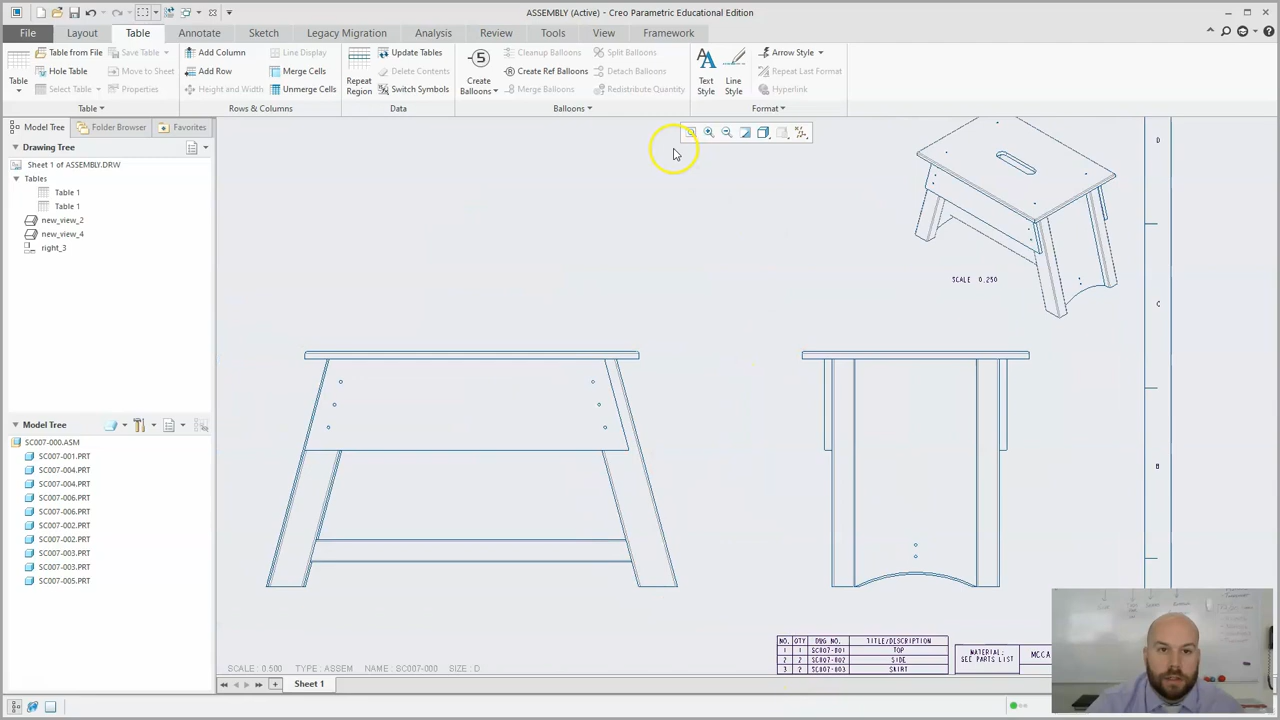 ASSEMBLY (Active) - Creo Parametric Educational Edition
File Layout Table Annotate Sketch Legacy Migration Analysis Review Tools View Framework
Table
Table from File
Hole Table
Select Table
Save Table
Move to Sheet
Properties
Table
Add Column
Add Row
Height and Width
Line Display
Merge Cells
Unmerge Cells
Rows & Columns
Repeat Region
Update Tables
Delete Contents
Switch Symbols
Data
Create Balloons
Cleanup Balloons
Create Ref Balloons
Merge Balloons
Split Balloons
Detach Balloons
Redistribute Quantity
Balloons
Text Style
Line Style
Arrow Style
Repeat Last Format
Hyperlink
Format
Model Tree Folder Browser Favorites
Drawing Tree
Sheet 1 of ASSEMBLY.DRW
Tables
Table 1
Table 1
new_view_2
new_view_4
right_3
Model Tree
SC007-000.ASM
SC007-001.PRT
SC007-004.PRT
SC007-004.PRT
SC007-006.PRT
SC007-006.PRT
SC007-002.PRT
SC007-002.PRT
SC007-003.PRT
SC007-003.PRT
SC007-005.PRT
D
C
B
SCALE 0.250
NO. QTY DWG NO. TITLE/DESCRIPTION
1 1 SC007-001 TOP
2 2 SC007-002 SIDE
3 2 SC007-003 SKIRT
MATERIAL:
SEE PARTS LIST
MCCA
SCALE : 0.500 TYPE : ASSEM NAME : SC007-000 SIZE : D
Sheet 1